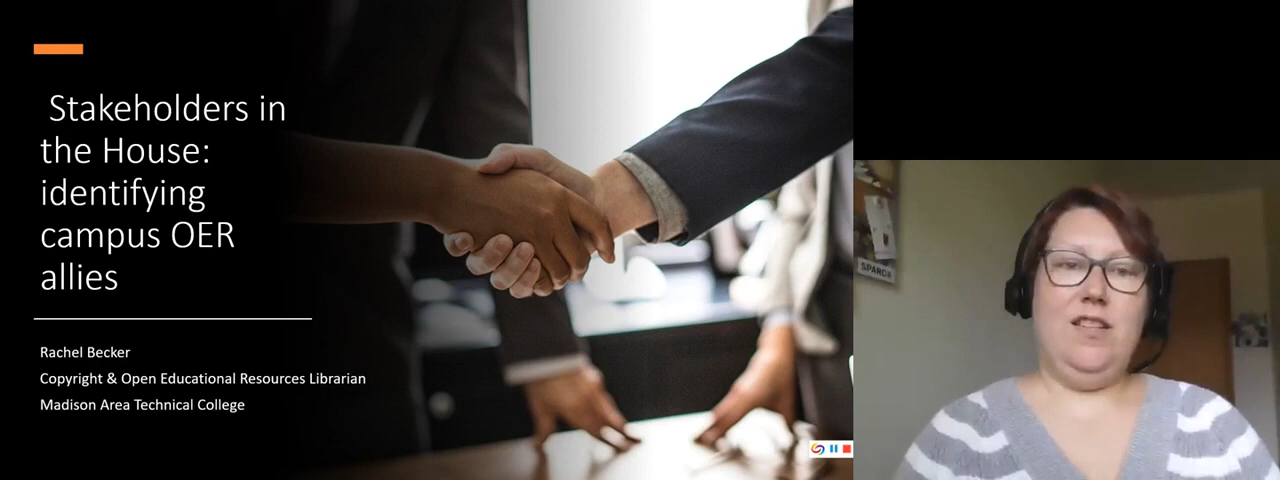 Stakeholders in
the House:
identifying
campus OER
allies
Rachel Becker
Copyright & Open Educational Resources Librarian
Madison Area Technical College